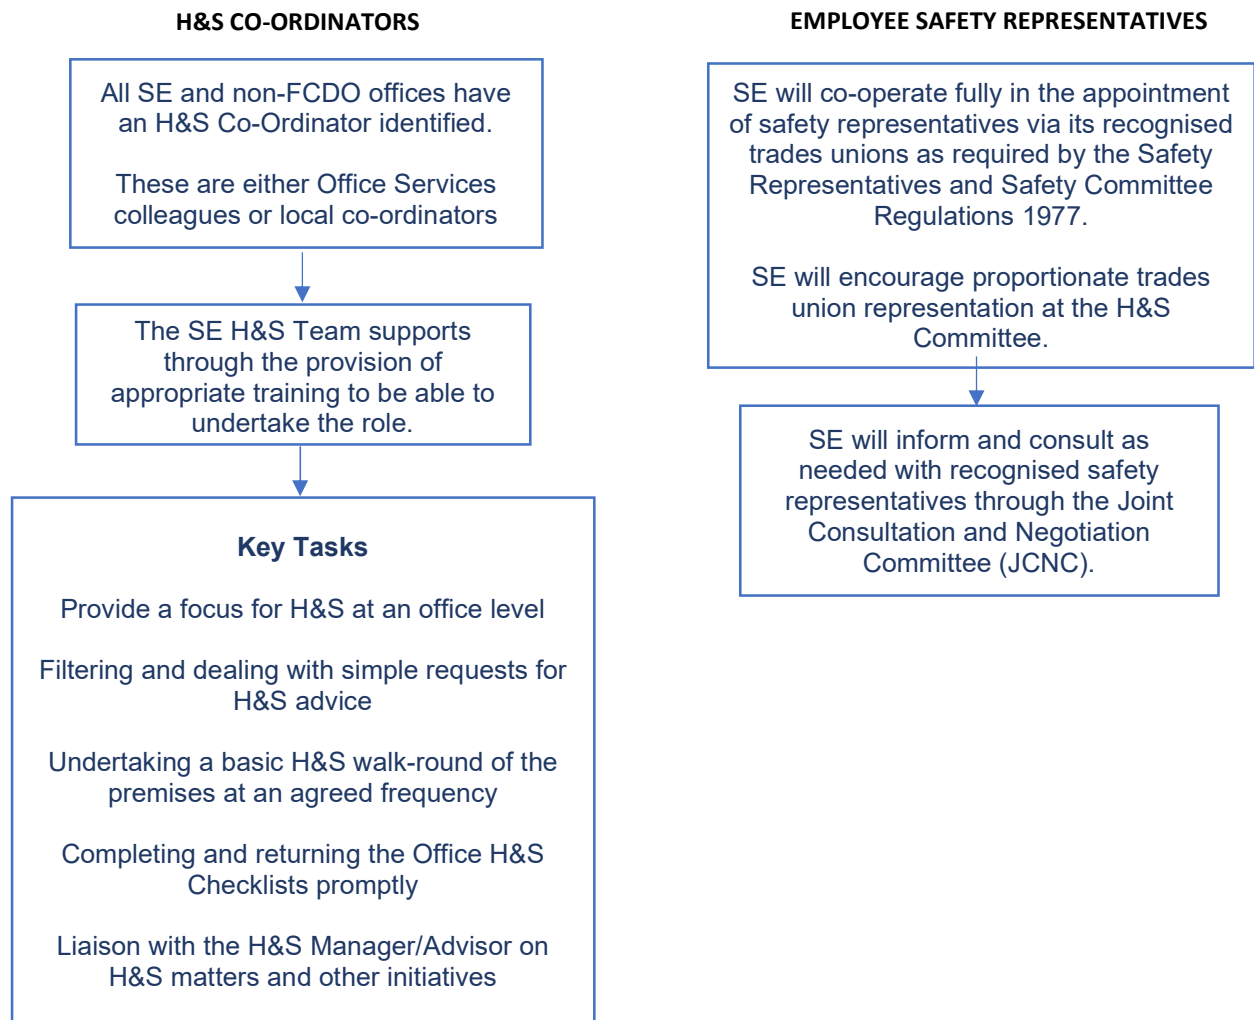 H&S CO-ORDINATORS
All SE and non-FCDO offices have
an H&S Co-Ordinator identified.
These are either Office Services
colleagues or local co-ordinators
The SE H&S Team supports
through the provision of
appropriate training to be able to
undertake the role.
Key Tasks
Provide a focus for H&S at an office level
Filtering and dealing with simple requests for
H&S advice
Undertaking a basic H&S walk-round of the
premises at an agreed frequency
Completing and returning the Office H&S
Checklists promptly
Liaison with the H&S Manager/Advisor on
H&S matters and other initiatives
EMPLOYEE SAFETY REPRESENTATIVES
SE will co-operate fully in the appointment
of safety representatives via its recognised
trades unions as required by the Safety
Representatives and Safety Committee
Regulations 1977.
SE will encourage proportionate trades
union representation at the H&S
Committee.
SE will inform and consult as
needed with recognised safety
representatives through the Joint
Consultation and Negotiation
Committee (JCNC).